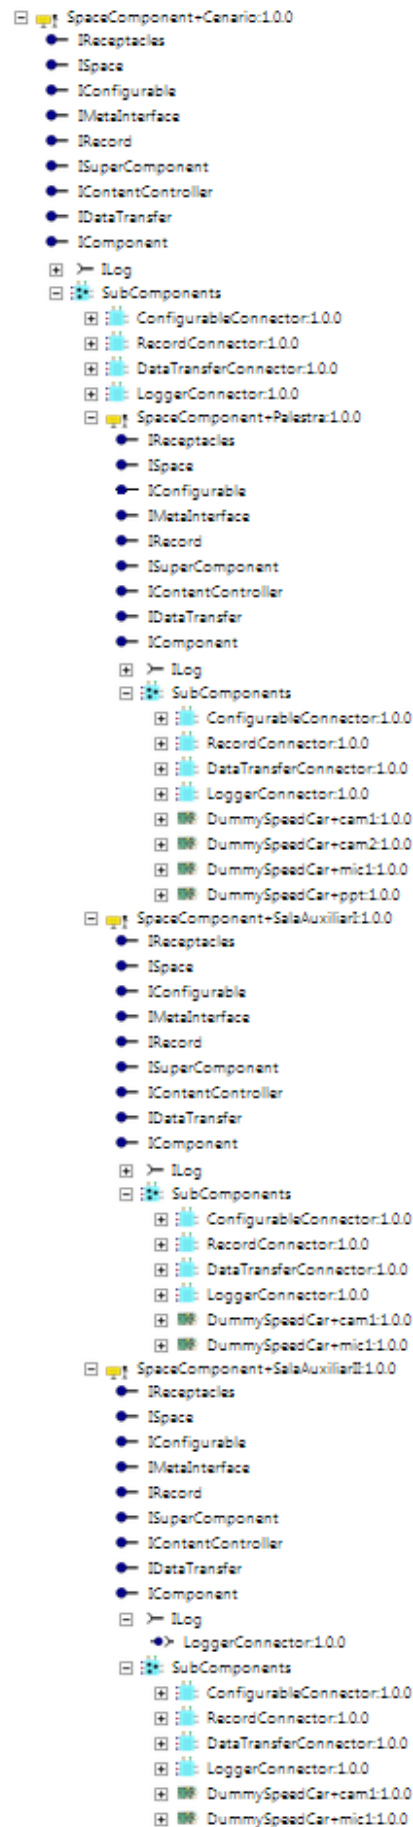 SpaceComponent+Cenario:1.0.0
IReceptacles
ISpace
IConfigurable
IMetaInterface
IRecord
ISuperComponent
IContentController
IDataTransfer
IComponent
ILog
SubComponents
ConfigurableConnector:1.0.0
RecordConnector:1.0.0
DataTransferConnector:1.0.0
LoggerConnector:1.0.0
SpaceComponent+Palestra:1.0.0
IReceptacles
ISpace
IConfigurable
IMetaInterface
IRecord
ISuperComponent
IContentController
IDataTransfer
IComponent
ILog
SubComponents
ConfigurableConnector:1.0.0
RecordConnector:1.0.0
DataTransferConnector:1.0.0
LoggerConnector:1.0.0
DummySpeedCar+cam1:1.0.0
DummySpeedCar+cam2:1.0.0
DummySpeedCar+mic1:1.0.0
DummySpeedCar+ppt:1.0.0
SpaceComponent+SalaAuxiliarI:1.0.0
IReceptacles
ISpace
IConfigurable
IMetaInterface
IRecord
ISuperComponent
IContentController
IDataTransfer
IComponent
ILog
SubComponents
ConfigurableConnector:1.0.0
RecordConnector:1.0.0
DataTransferConnector:1.0.0
LoggerConnector:1.0.0
DummySpeedCar+cam1:1.0.0
DummySpeedCar+mic1:1.0.0
SpaceComponent+SalaAuxiliarII:1.0.0
IReceptacles
ISpace
IConfigurable
IMetaInterface
IRecord
ISuperComponent
IContentController
IDataTransfer
IComponent
ILog
LoggerConnector:1.0.0
SubComponents
ConfigurableConnector:1.0.0
RecordConnector:1.0.0
DataTransferConnector:1.0.0
LoggerConnector:1.0.0
DummySpeedCar+cam1:1.0.0
DummySpeedCar+mic1:1.0.0